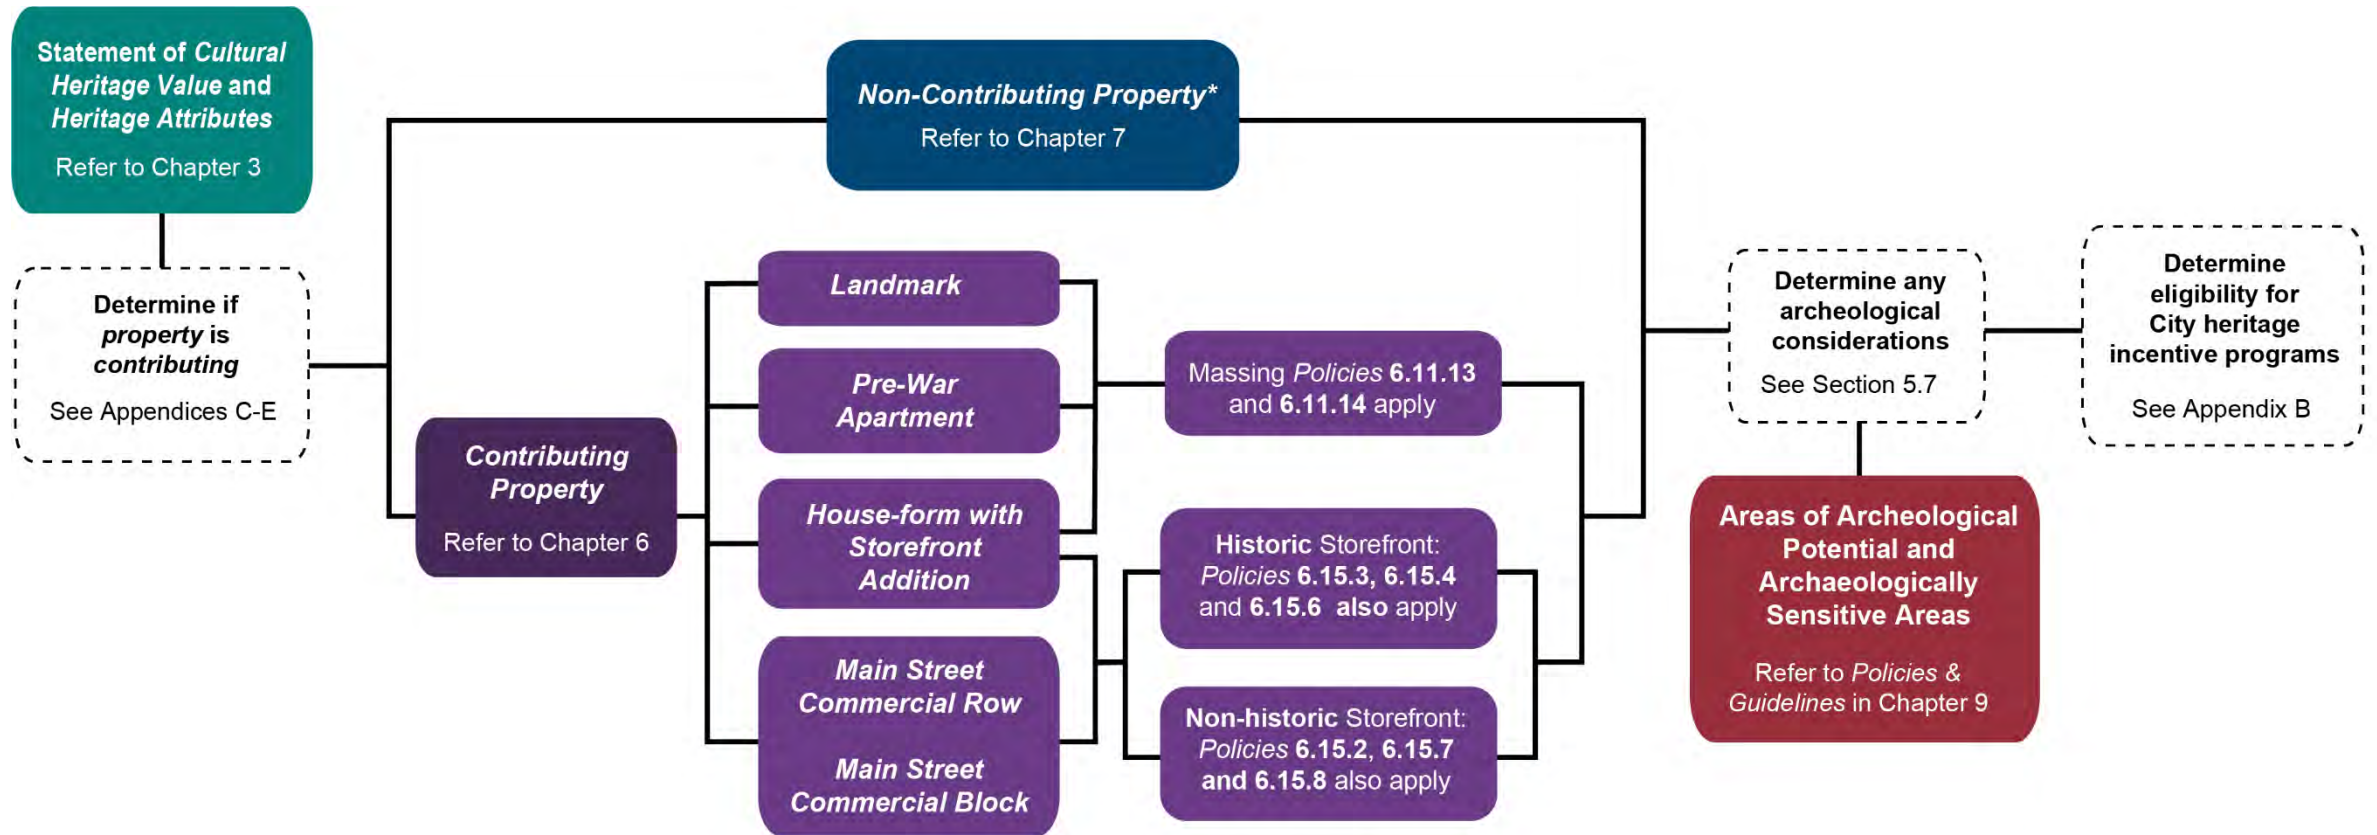 Statement of Cultural
Heritage Value and
Heritage Attributes
Refer to Chapter 3
Determine if
property is
contributing
See Appendices C-E
Non-Contributing Property*
Refer to Chapter 7
Contributing
Property
Refer to Chapter 6
Landmark
Pre-War
Apartment
House-form with
Storefront
Addition
Main Street
Commercial Row
Main Street
Commercial Block
Massing Policies 6.11.13
and 6.11.14 apply
Historic Storefront:
Policies 6.15.3, 6.15.4
and 6.15.6 also apply
Non-historic Storefront:
Policies 6.15.2, 6.15.7
and 6.15.8 also apply
Determine any
archeological
considerations
See Section 5.7
Areas of Archeological
Potential and
Archaeologically
Sensitive Areas
Refer to Policies &
Guidelines in Chapter 9
Determine
eligibility for
City heritage
incentive programs
See Appendix B